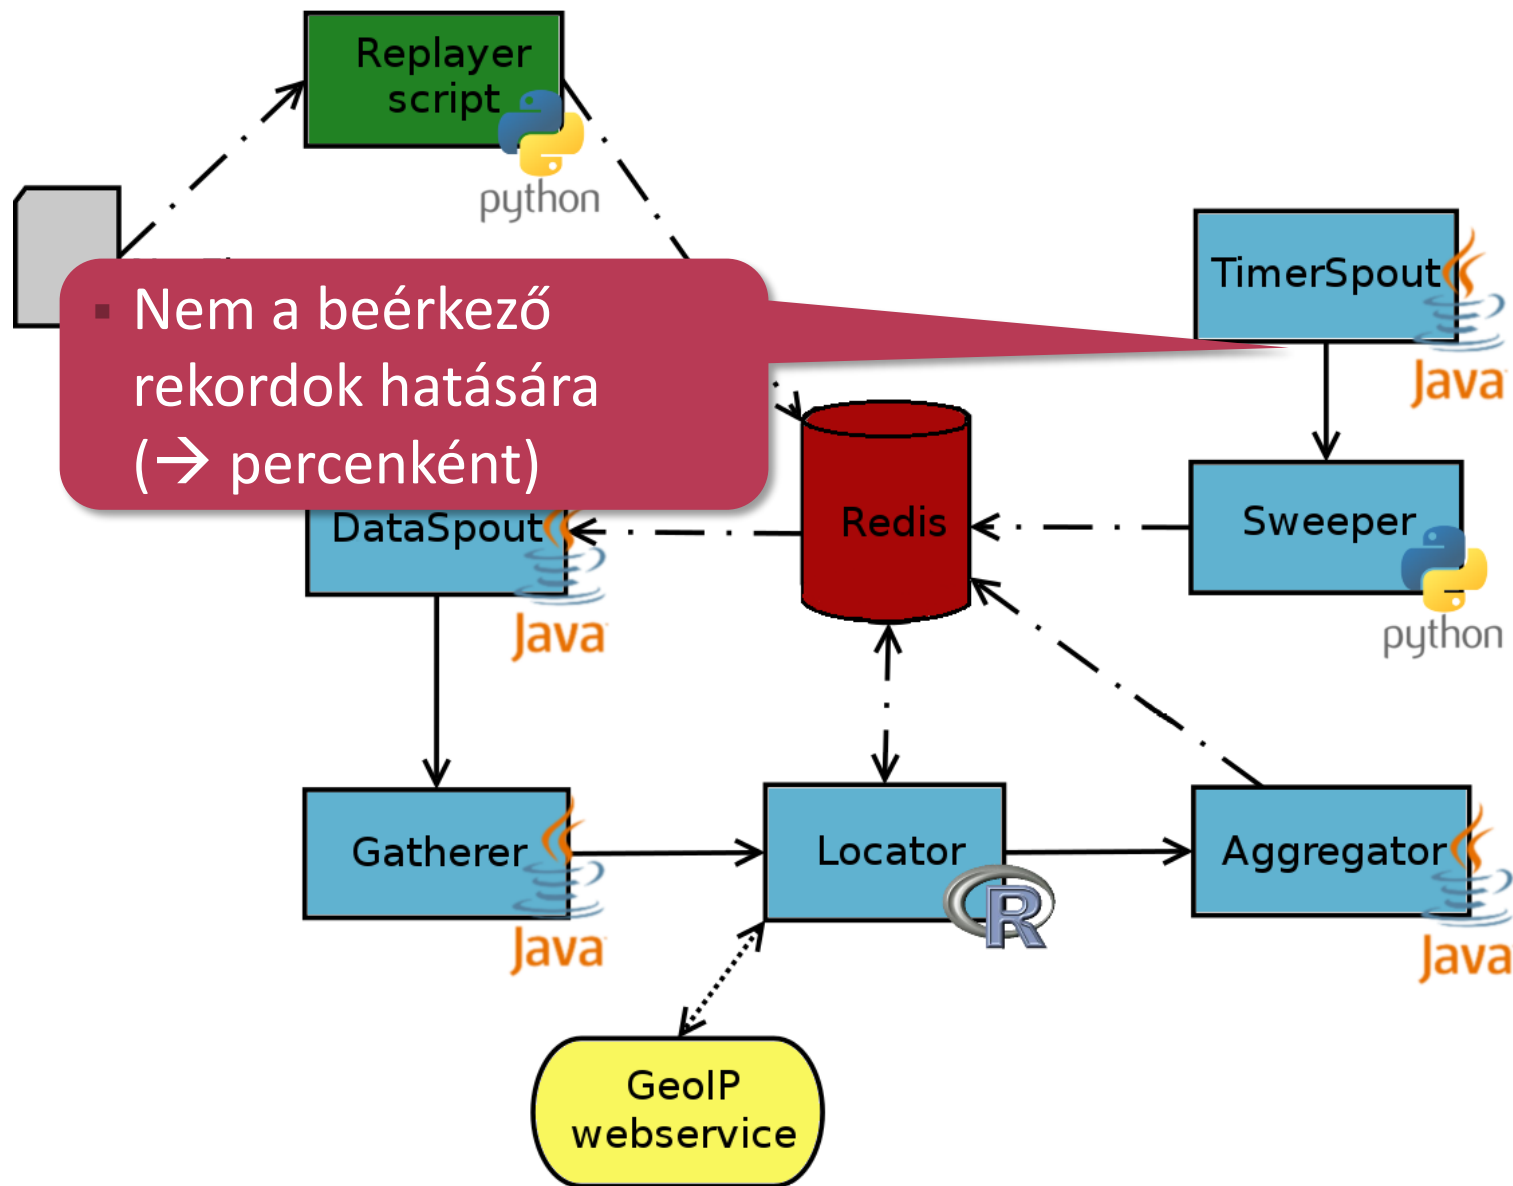 Replayer
script
python
TimerSpout
Java
▪ Nem a beérkező
rekordok hatására
(→ percenként)
DataSpout
Java
Redis
Sweeper
python
Gatherer
Java
Locator
R
Aggregator
Java
GeoIP
webservice